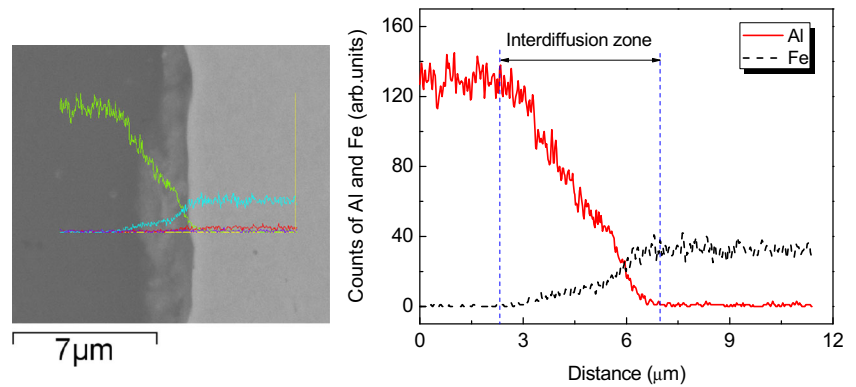 7μm
Counts of Al and Fe (arb.units)
160
120
80
40
0
Interdiffusion zone
Al
Fe
0
3
6
9
12
Distance (μm)